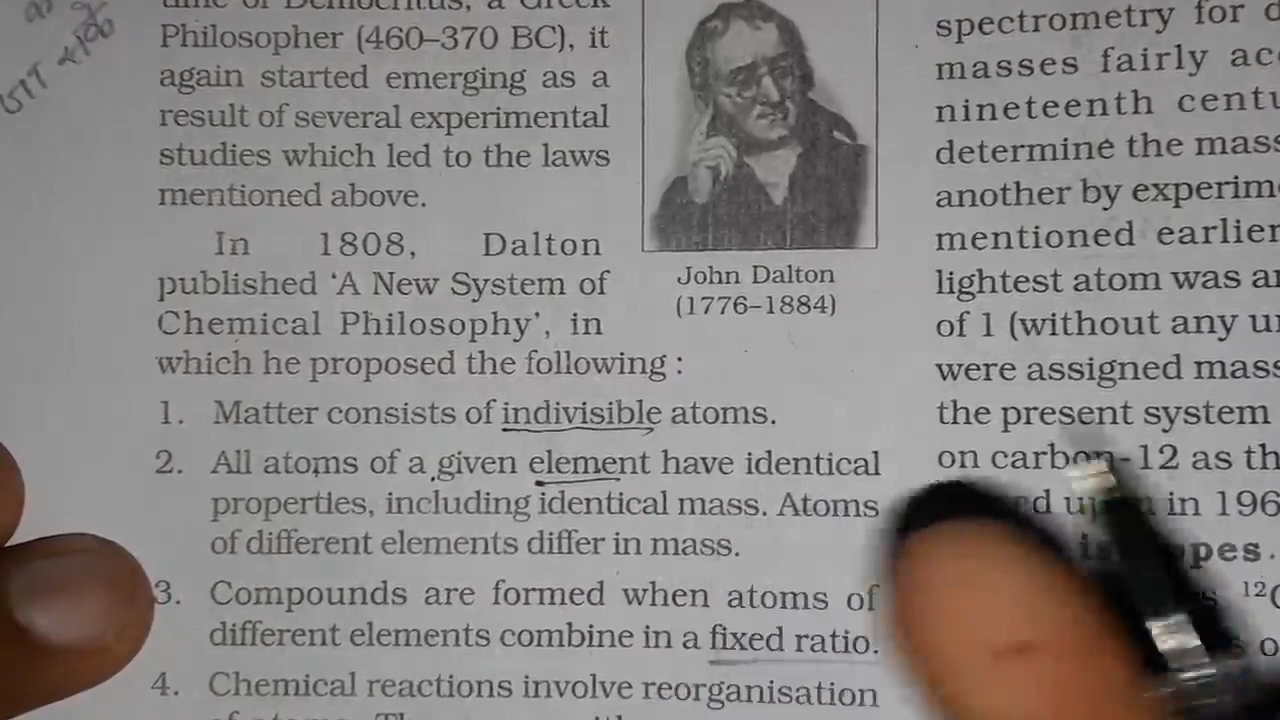 Philosopher (460–370 BC), it
again started emerging as a
result of several experimental
studies which led to the laws
mentioned above.
In 1808, Dalton
published ‘A New System of
Chemical Philosophy’, in
which he proposed the following :
1. Matter consists of indivisible atoms.
2. All atoms of a given element have identical
properties, including identical mass. Atoms
of different elements differ in mass.
3. Compounds are formed when atoms of
different elements combine in a fixed ratio.
4. Chemical reactions involve reorganisation
John Dalton
(1776–1884)
spectrometry for
masses fairly
nineteenth
determine the mass
another by
mentioned earlier
lightest atom was
of 1 (without any
were assigned mass
the present system
on carbon-12 as
in 196
12